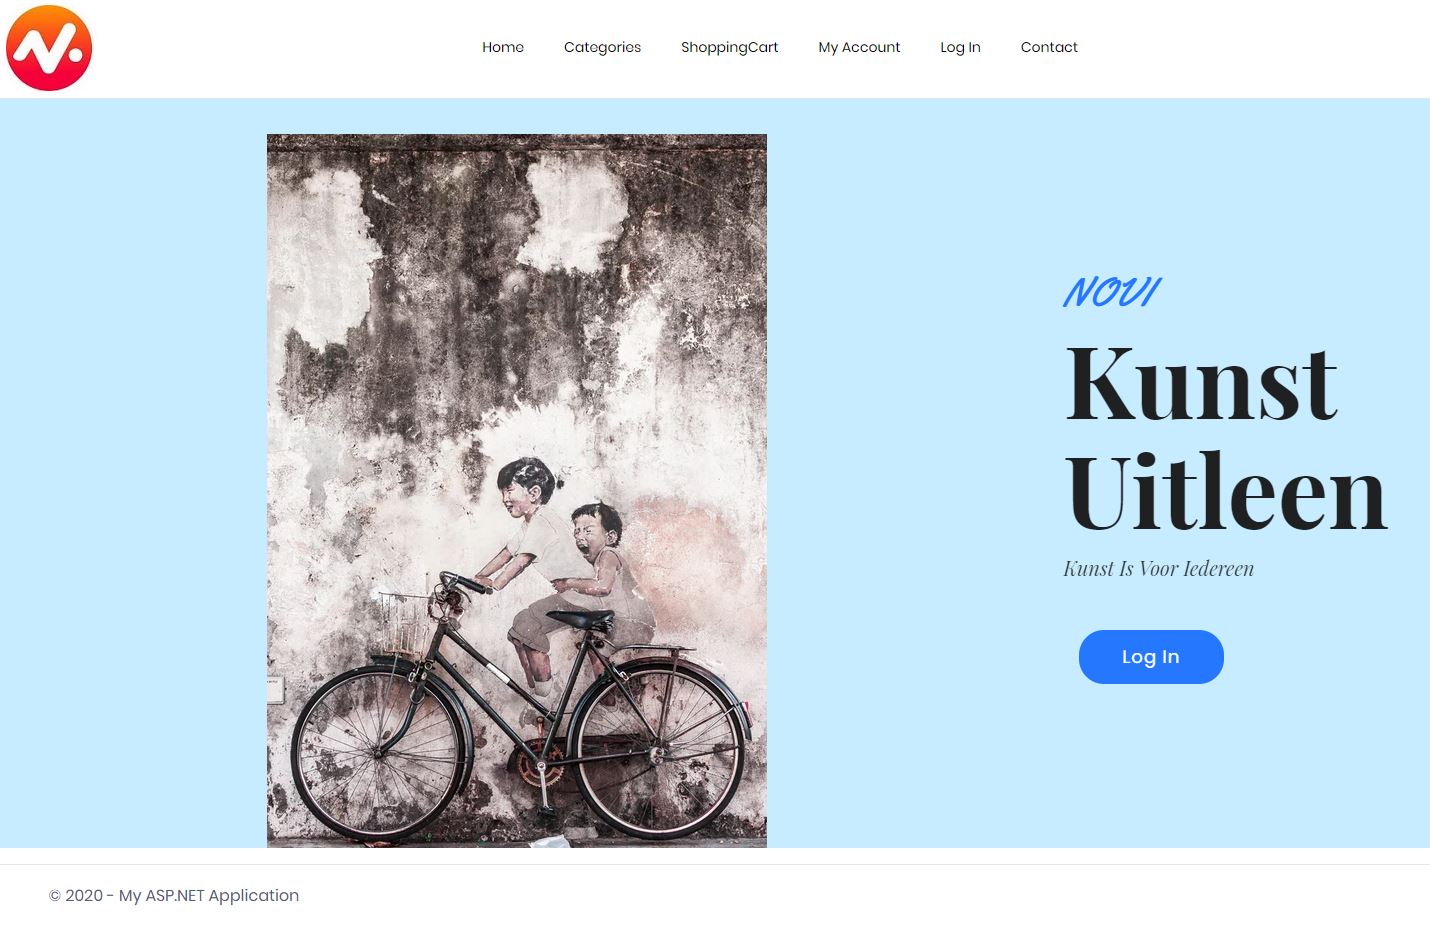 Home
Categories
ShoppingCart
My Account
Log In
Contact
NOVI
Kunst
Uitleen
Kunst Is Voor Iedereen
Log In
© 2020 - My ASP.NET Application